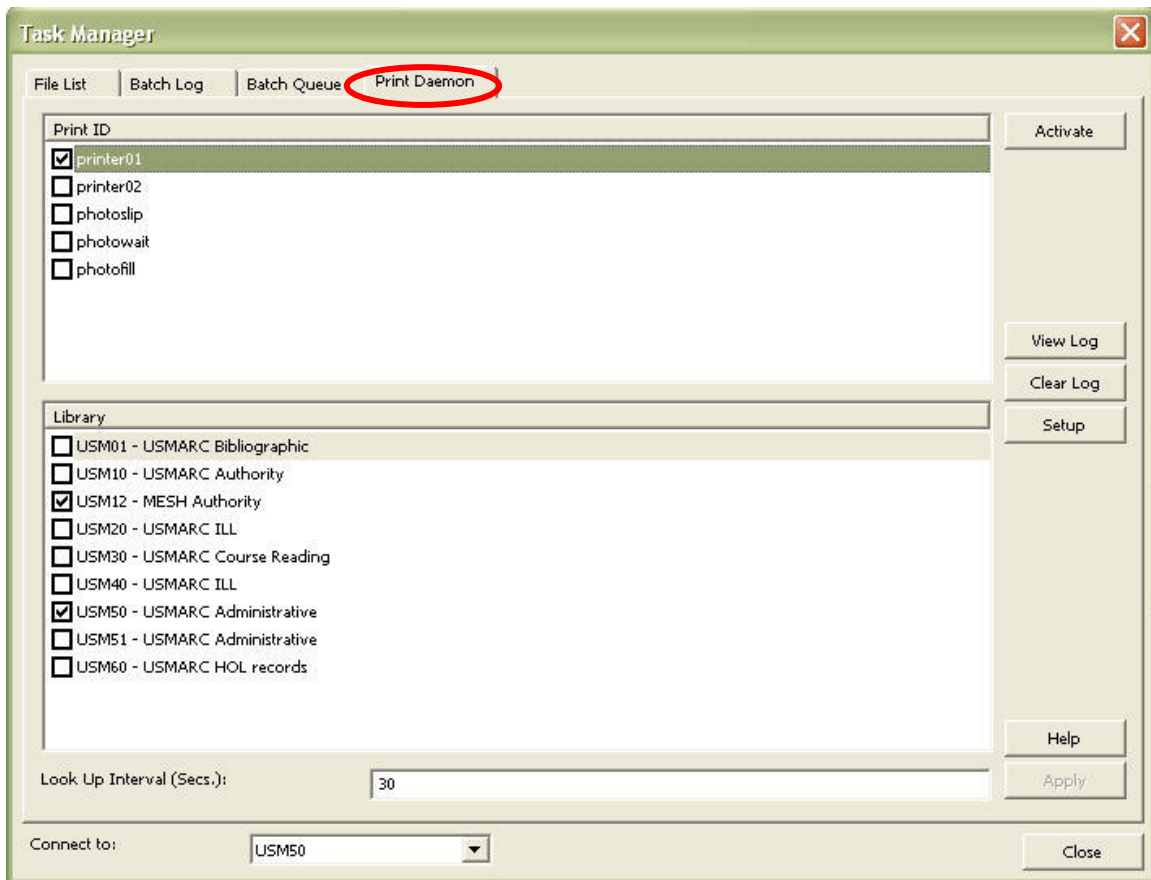 Task Manager
File List Batch Log Batch Queue Print Daemon
Print ID
Activate
printer01
printer02
photoslip
photowait
photofill
View Log
Clear Log
Library
Setup
USM01 - USMARC Bibliographic
USM10 - USMARC Authority
USM12 - MESH Authority
USM20 - USMARC ILL
USM30 - USMARC Course Reading
USM40 - USMARC ILL
USM50 - USMARC Administrative
USM51 - USMARC Administrative
USM60 - USMARC HOL records
Help
Look Up Interval (Secs.): 30
Apply
Connect to: USM50
Close